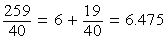 259/40 = 6 + 19/40 = 6.475